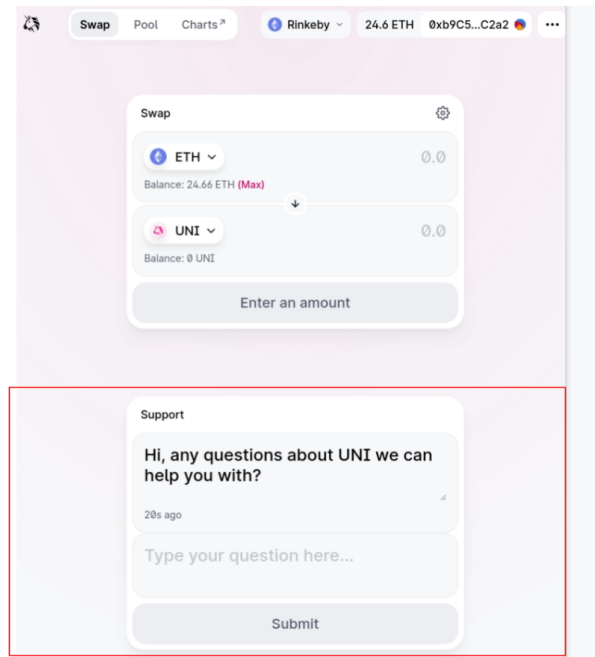 Swap Pool Charts↗ Rinkeby 24.6 ETH 0xb9C5...C2a2 ...
Swap
ETH 0.0
Balance: 24.66 ETH (Max)
UNI 0.0
Balance: 0 UNI
Enter an amount
Support
Hi, any questions about UNI we can
help you with?
20s ago
Type your question here...
Submit